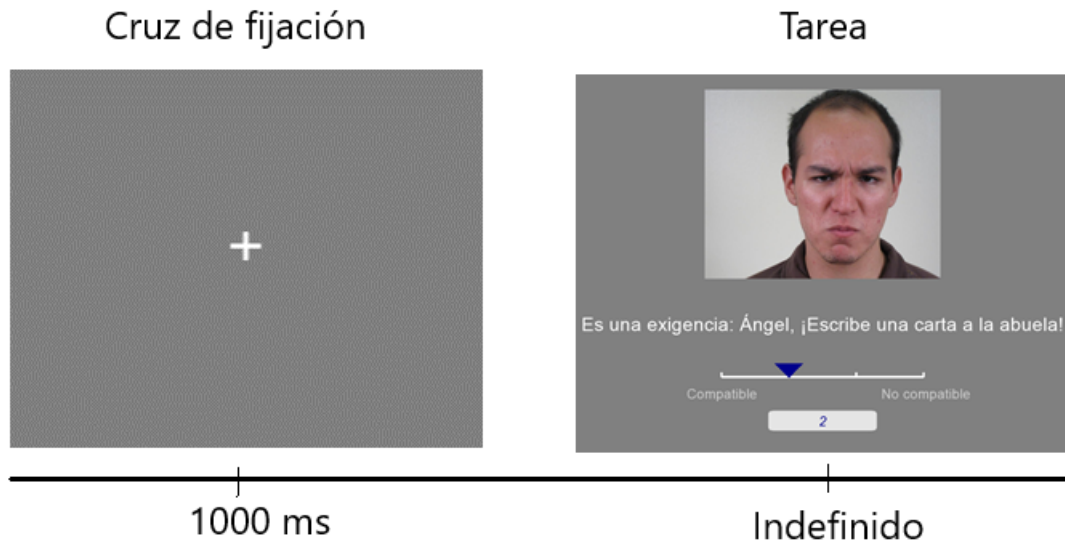 Cruz de fijación
Tarea
Es una exigencia: Ángel, ¡Escribe una carta a la abuela!
Compatible
No compatible
2
1000 ms
Indefinido